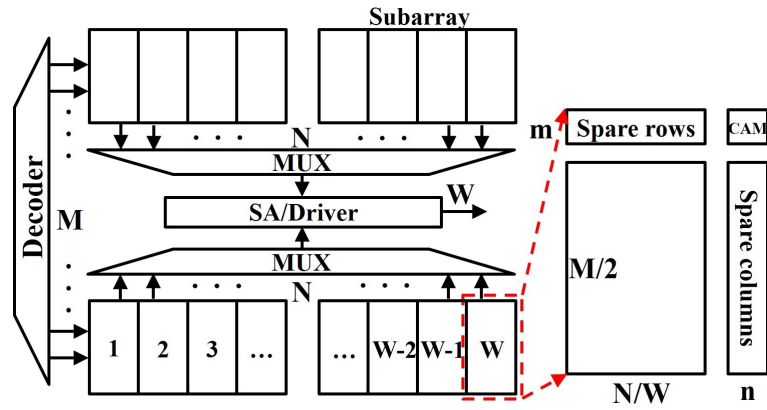 Subarray
Decoder
M
N
. . .
. . .
MUX
SA/Driver
W
MUX
N
. . .
. . .
1
2
3
...
...
W-2
W-1
W
m
Spare rows
CAM
M/2
Spare columns
N/W
n